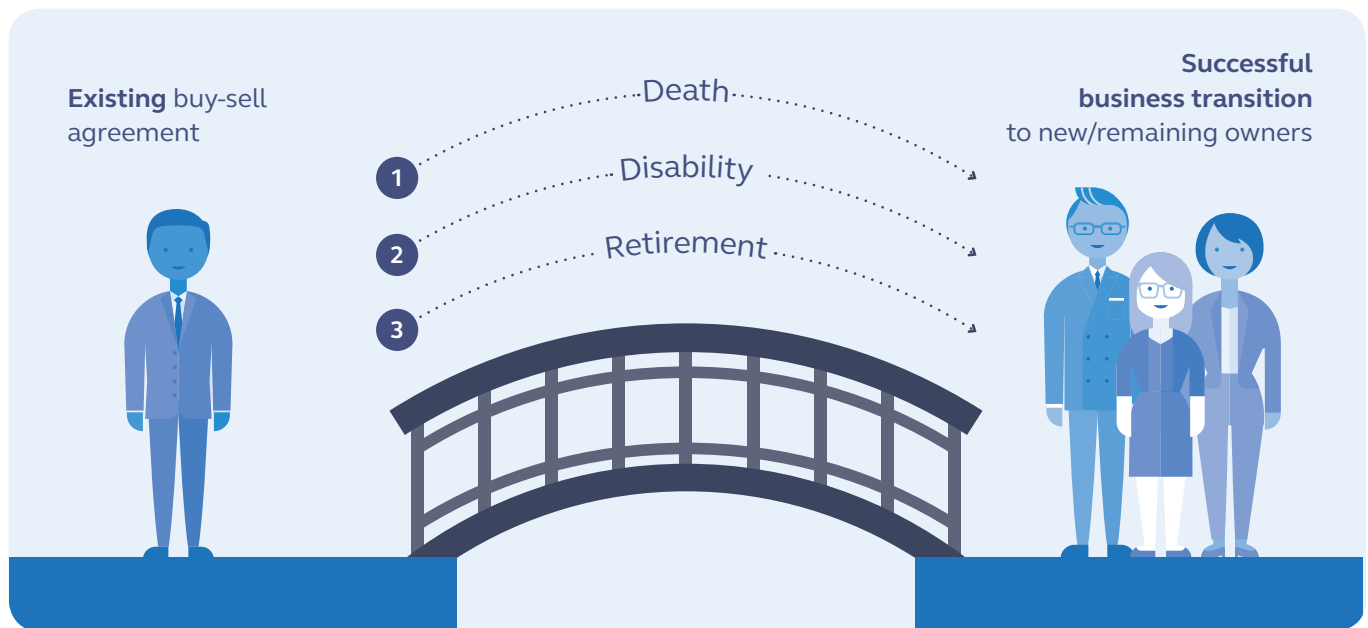 Existing buy-sell
agreement
Successful
business transition
to new/remaining owners
1 Death
2 Disability
3 Retirement